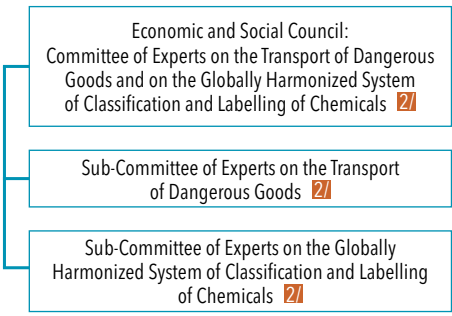 Economic and Social Council:
Committee of Experts on the Transport of Dangerous
Goods and on the Globally Harmonized System
of Classification and Labelling of Chemicals 2/
Sub-Committee of Experts on the Transport
of Dangerous Goods 2/
Sub-Committee of Experts on the Globally
Harmonized System of Classification and Labelling
of Chemicals 2/